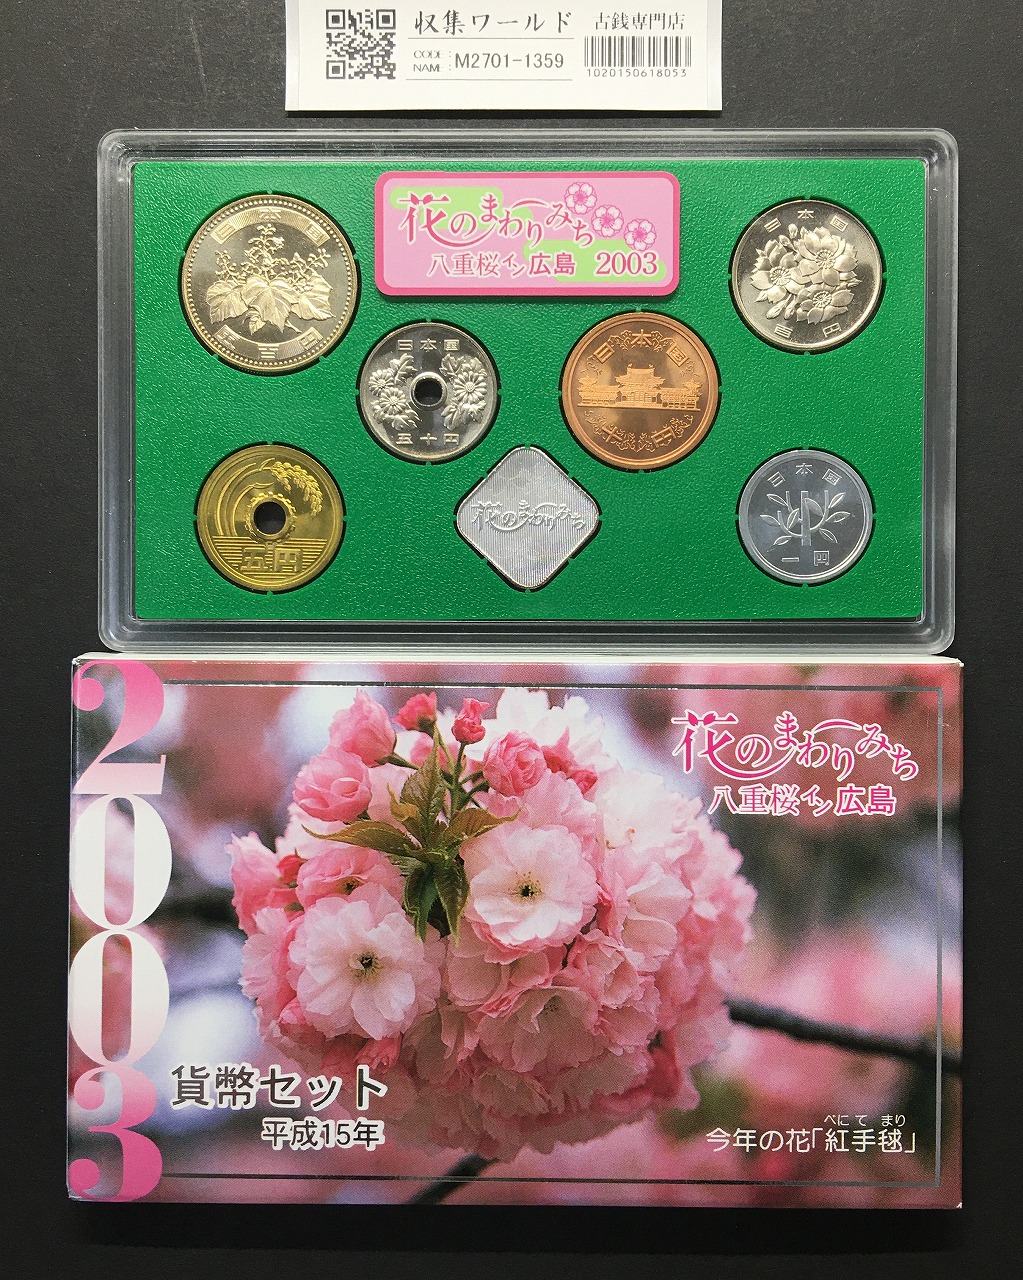 収集ワールド 古銭専門店
CODE:
NAME: M2701-1359
1020150618053
花のまわりみち
八重桜イン広島 2003
日本国
五百円
日本国
百円
日本国
五十円
日本国
十円
五円
花のまわりみち
日本国
一円
2003
花のまわりみち
八重桜イン広島
貨幣セット
平成15年
べにてまり
今年の花「紅手毬」